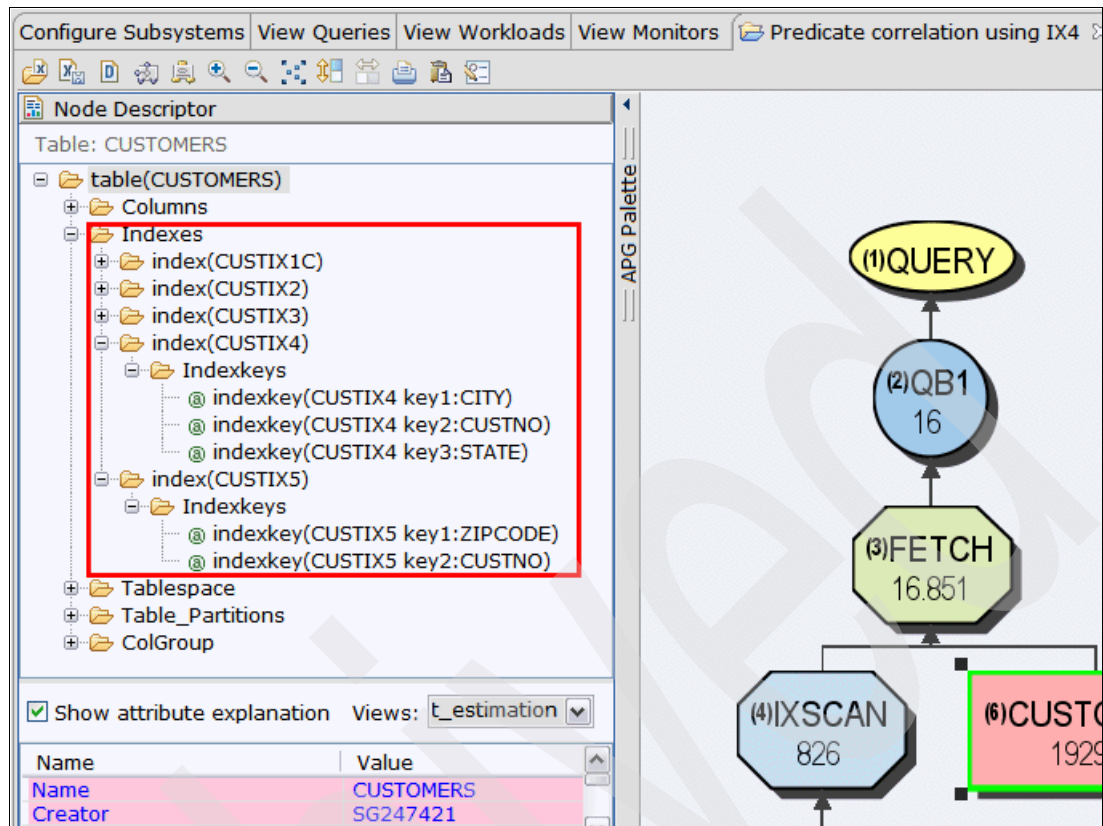 Configure Subsystems View Queries View Workloads View Monitors Predicate correlation using IX4
Node Descriptor
Table: CUSTOMERS
table(CUSTOMERS)
Columns
Indexes
index(CUSTIX1C)
index(CUSTIX2)
index(CUSTIX3)
index(CUSTIX4)
Indexkeys
indexkey(CUSTIX4 key1:CITY)
indexkey(CUSTIX4 key2:CUSTNO)
indexkey(CUSTIX4 key3:STATE)
index(CUSTIX5)
Indexkeys
indexkey(CUSTIX5 key1:ZIPCODE)
indexkey(CUSTIX5 key2:CUSTNO)
Tablespace
Table_Partitions
ColGroup
Show attribute explanation Views: t_estimation
Name Value
Name CUSTOMERS
Creator SG247421
APG Palette
(1)QUERY
(2)QB1
16
(3)FETCH
16.851
(4)IXSCAN
826
(6)CUSTO
1929